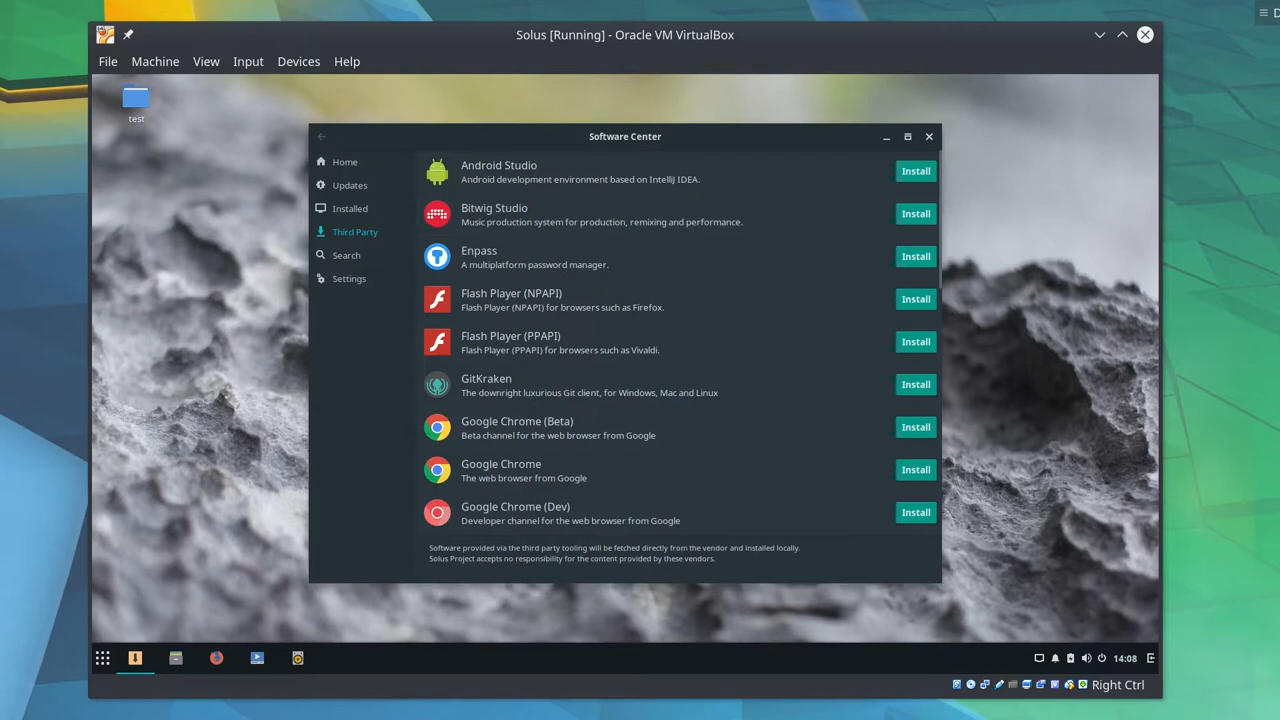 D
Solus [Running] - Oracle VM VirtualBox
File Machine View Input Devices Help
test
Software Center
Home
Updates
Installed
Third Party
Search
Settings
Android Studio
Android development environment based on IntelliJ IDEA.
Install
Bitwig Studio
Music production system for production, remixing and performance.
Install
Enpass
A multiplatform password manager.
Install
Flash Player (NPAPI)
Flash Player (NPAPI) for browsers such as Firefox.
Install
Flash Player (PPAPI)
Flash Player (PPAPI) for browsers such as Vivaldi.
Install
GitKraken
The downright luxurious Git client, for Windows, Mac and Linux
Install
Google Chrome (Beta)
Beta channel for the web browser from Google
Install
Google Chrome
The web browser from Google
Install
Google Chrome (Dev)
Developer channel for the web browser from Google
Install
Software provided via the third party tooling will be fetched directly from the vendor and installed locally.
Solus Project accepts no responsibility for the content provided by these vendors.
14:08
Right Ctrl